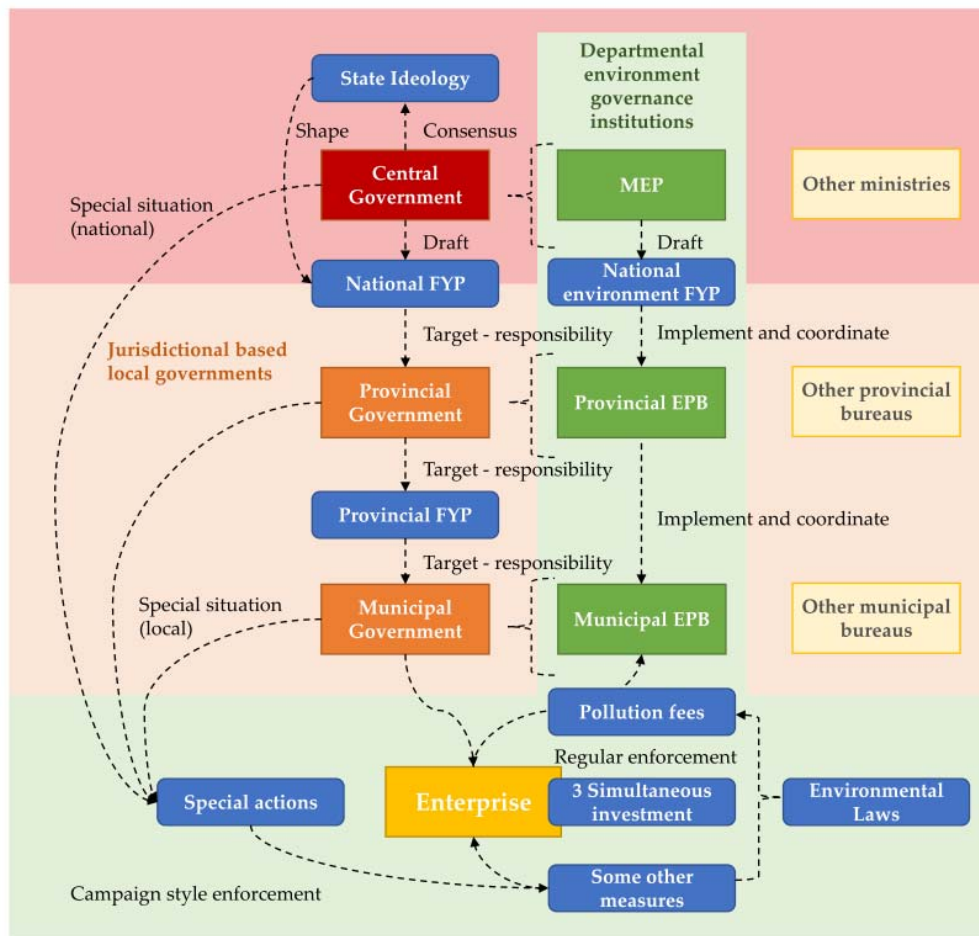 State Ideology
Departmental
environment
governance
institutions
Shape
Consensus
Central
Government
MEP
Other ministries
Special situation
(national)
Draft
Draft
National FYP
National
environment FYP
Target - responsibility
Implement and coordinate
Jurisdictional based
local governments
Provincial
Government
Provincial EPB
Other provincial
bureaus
Target - responsibility
Provincial FYP
Implement and coordinate
Target - responsibility
Special situation
(local)
Municipal
Government
Municipal EPB
Other municipal
bureaus
Pollution fees
Regular enforcement
Special actions
Enterprise
3 Simultaneous
investment
Environmental
Laws
Campaign style enforcement
Some other
measures